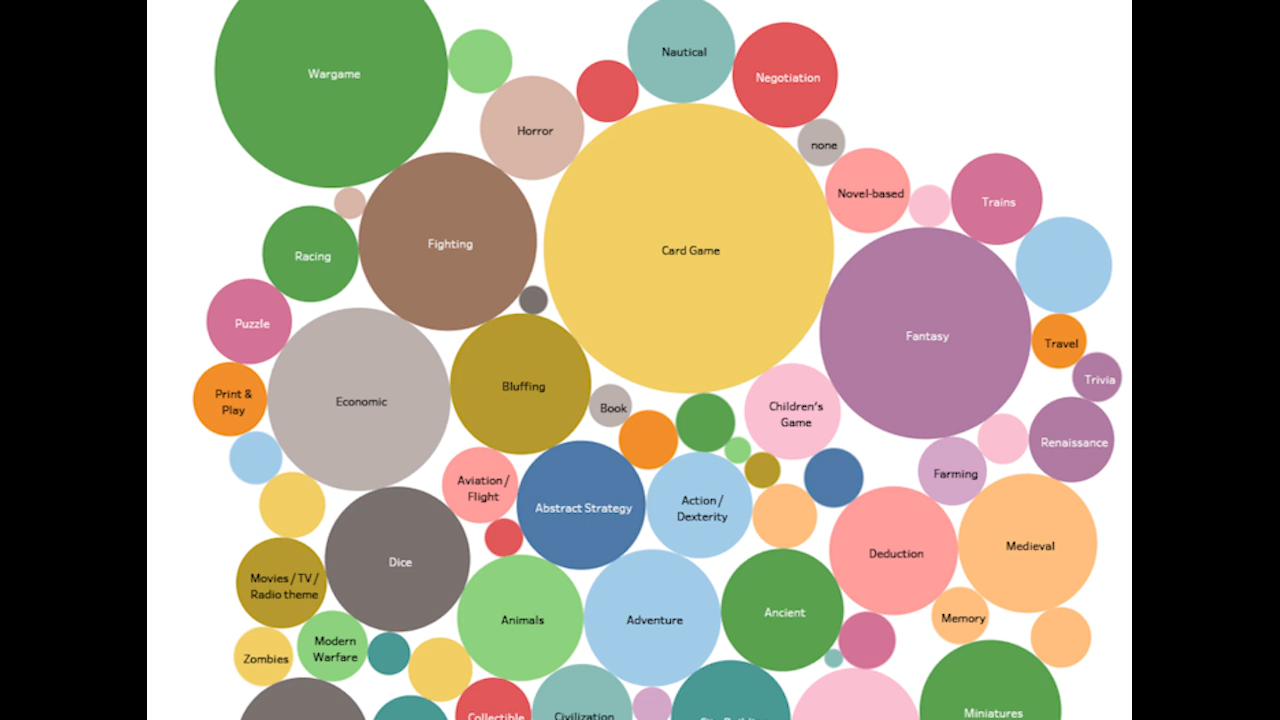 Wargame
Nautical
Negotiation
Horror
none
Novel-based
Trains
Racing
Fighting
Card Game
Puzzle
Fantasy
Travel
Trivia
Print &
Play
Economic
Bluffing
Book
Children's
Game
Renaissance
Aviation /
Flight
Abstract Strategy
Action /
Dexterity
Farming
Dice
Deduction
Medieval
Movies / TV /
Radio theme
Animals
Adventure
Ancient
Memory
Zombies
Modern
Warfare
Collectible
Civilization
Miniatures